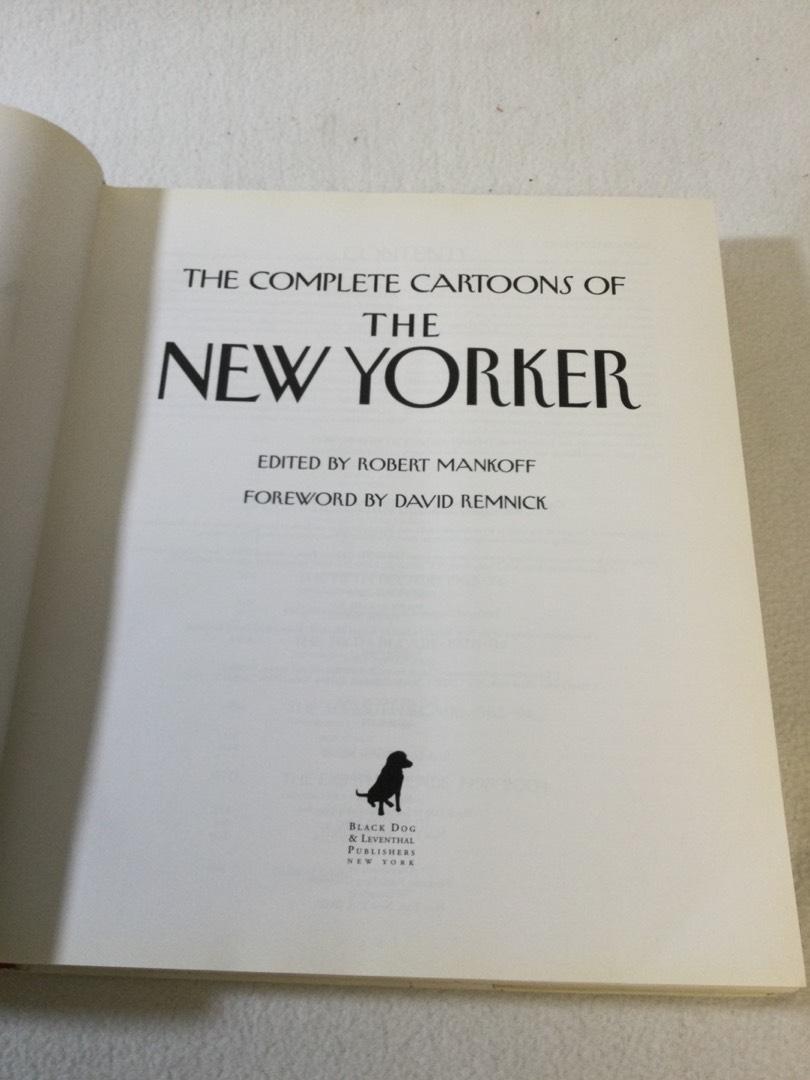 THE COMPLETE CARTOONS OF
THE
NEW YORKER
EDITED BY ROBERT MANKOFF
FOREWORD BY DAVID REMNICK
BLACK DOG
& LEVENTHAL
PUBLISHERS
NEW YORK